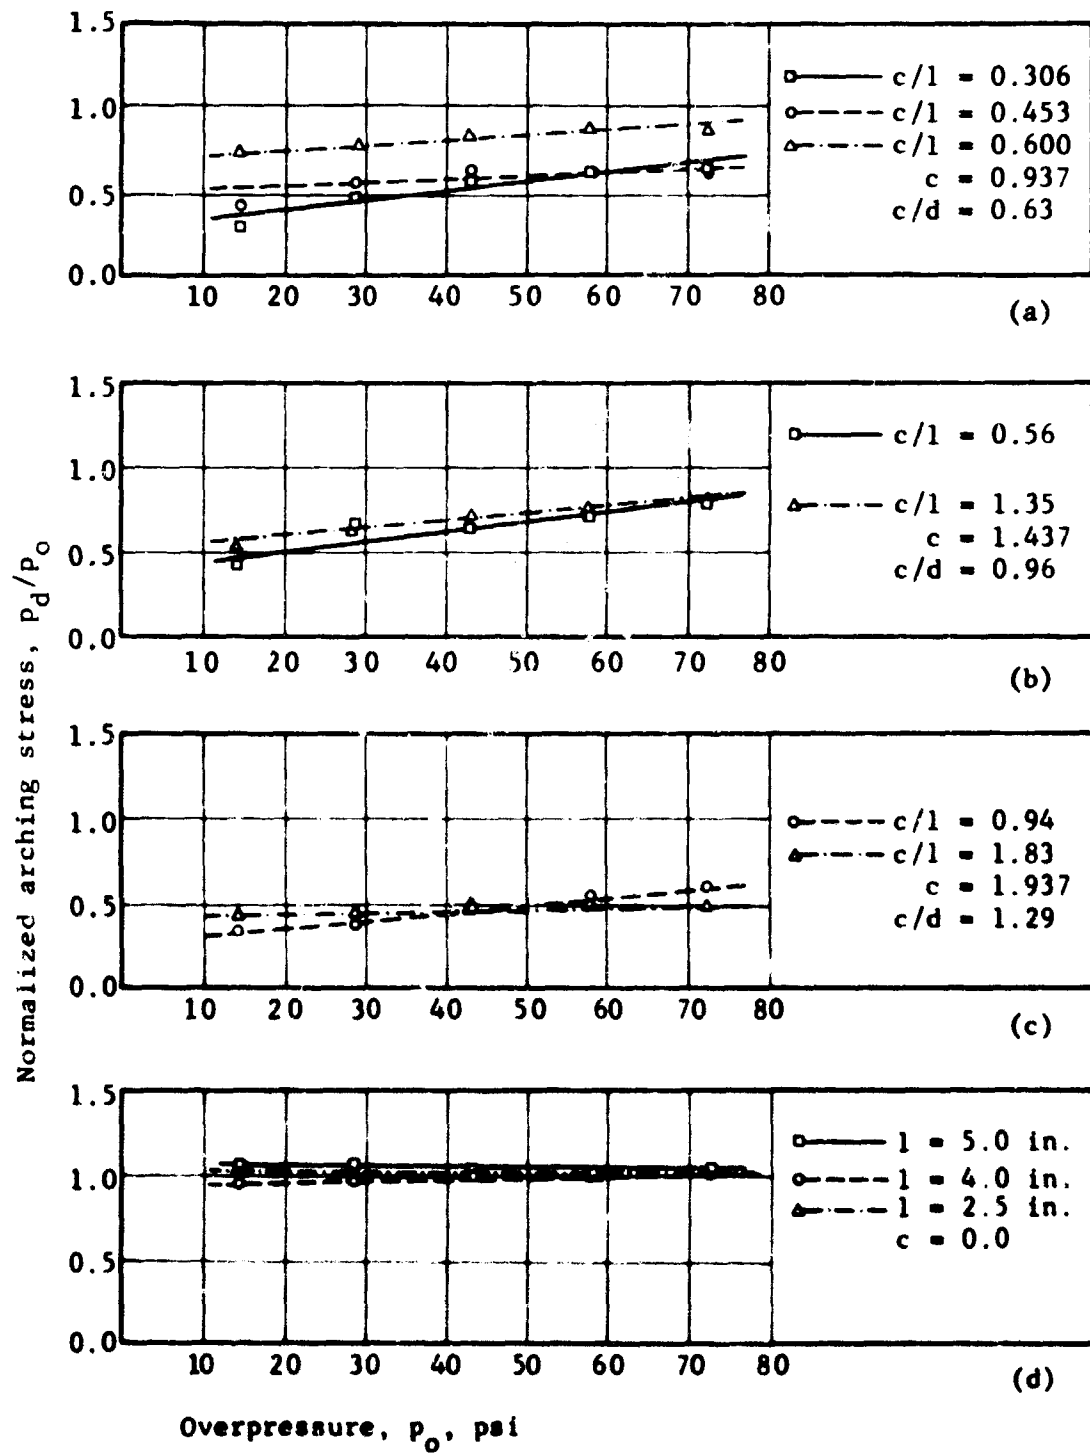 1.5
1.0
0.5
0.0
10 20 30 40 50 60 70 80
c/l = 0.306
c/l = 0.453
c/l = 0.600
c = 0.937
c/d = 0.63
(a)
1.5
1.0
0.5
0.0
10 20 30 40 50 60 70 80
c/l = 0.56
c/l = 1.35
c = 1.437
c/d = 0.96
(b)
Normalized arching stress, p_d/p_o
1.5
1.0
0.5
0.0
10 20 30 40 50 60 70 80
c/l = 0.94
c/l = 1.83
c = 1.937
c/d = 1.29
(c)
1.5
1.0
0.5
0.0
10 20 30 40 50 60 70 80
l = 5.0 in.
l = 4.0 in.
l = 2.5 in.
c = 0.0
(d)
Overpressure, p_o, psi